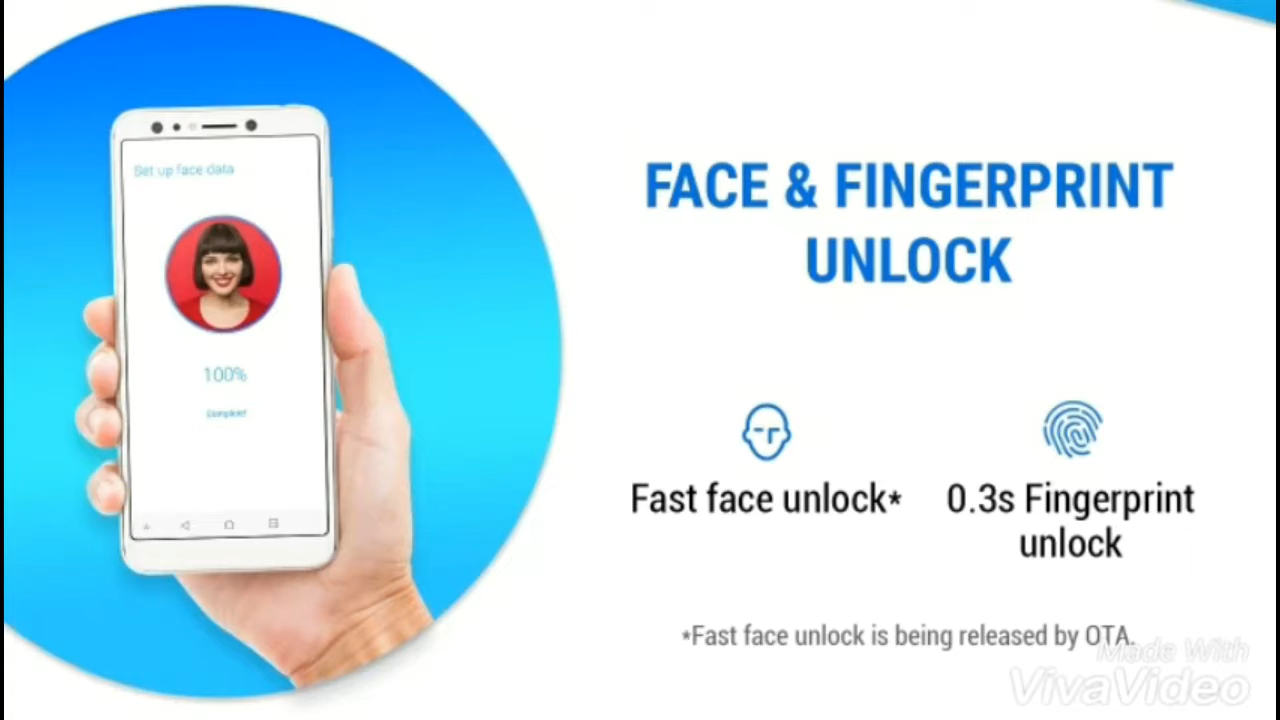 Set up face data
100%
Complete!
FACE & FINGERPRINT
UNLOCK
Fast face unlock*
0.3s Fingerprint
unlock
*Fast face unlock is being released by OTA.
Made With
VivaVideo